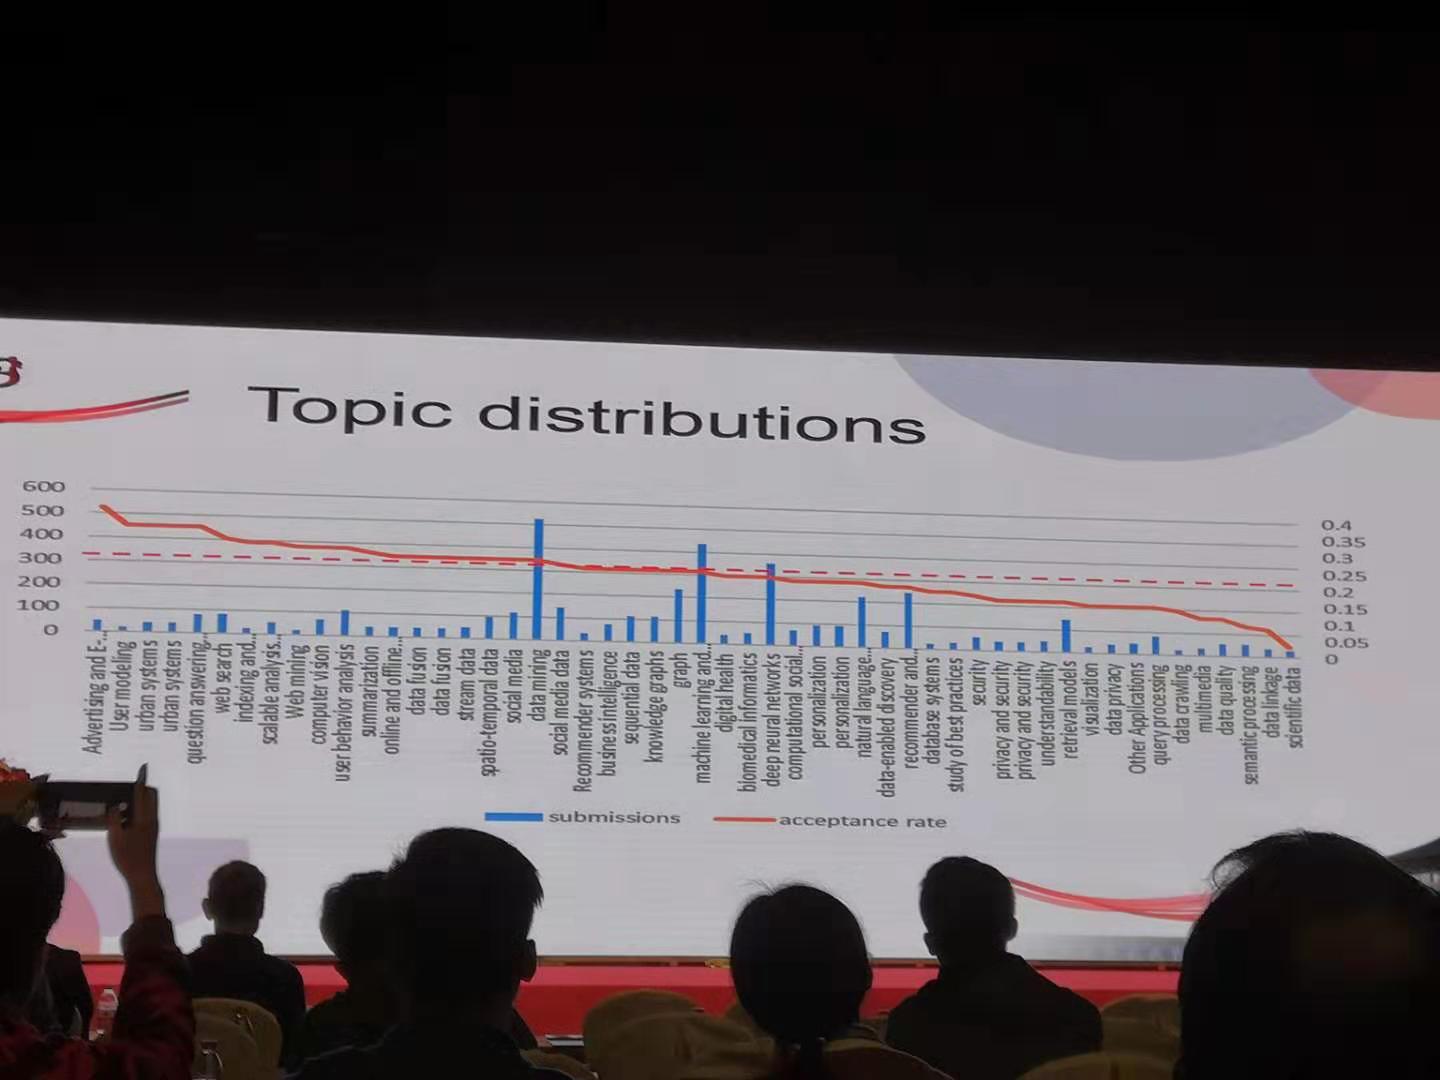 Topic distributions
600
500
400
300
200
100
0
0.4
0.35
0.3
0.25
0.2
0.15
0.1
0.05
0
Advertising and E-...
User modeling
urban systems
urban systems
question answering...
web search
indexing and...
scalable analysis...
Web mining
computer vision
user behavior analysis
summarization
online and offline...
data fusion
data fusion
stream data
spatio-temporal data
social media
data mining
social media data
Recommender systems
business intelligence
sequential data
knowledge graphs
graph
machine learning and...
digital health
biomedical informatics
deep neural networks
computational social...
personalization
personalization
natural language...
data-enabled discovery
recommender and...
database systems
study of best practices
security
privacy and security
privacy and security
understandability
retrieval models
visualization
data privacy
Other Applications
query processing
data crawling
multimedia
data quality
semantic processing
data linkage
scientific data
submissions
acceptance rate